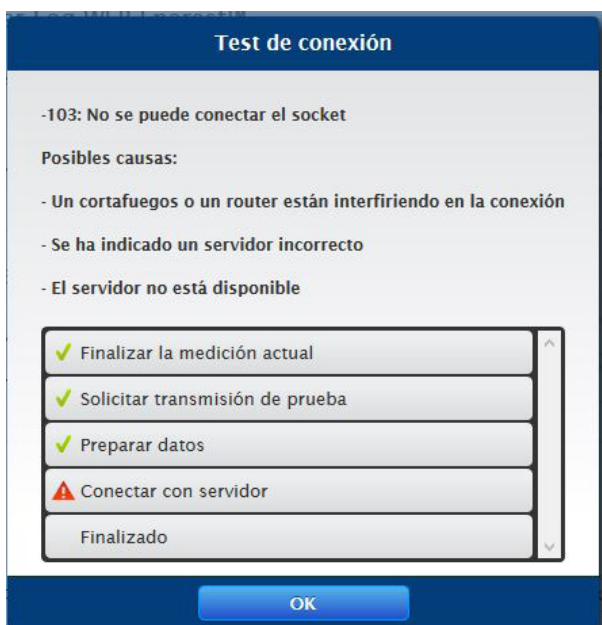 Test de conexión
-103: No se puede conectar el socket
Posibles causas:
- Un cortafuegos o un router están interfiriendo en la conexión
- Se ha indicado un servidor incorrecto
- El servidor no está disponible
Finalizar la medición actual
Solicitar transmisión de prueba
Preparar datos
Conectar con servidor
Finalizado
OK